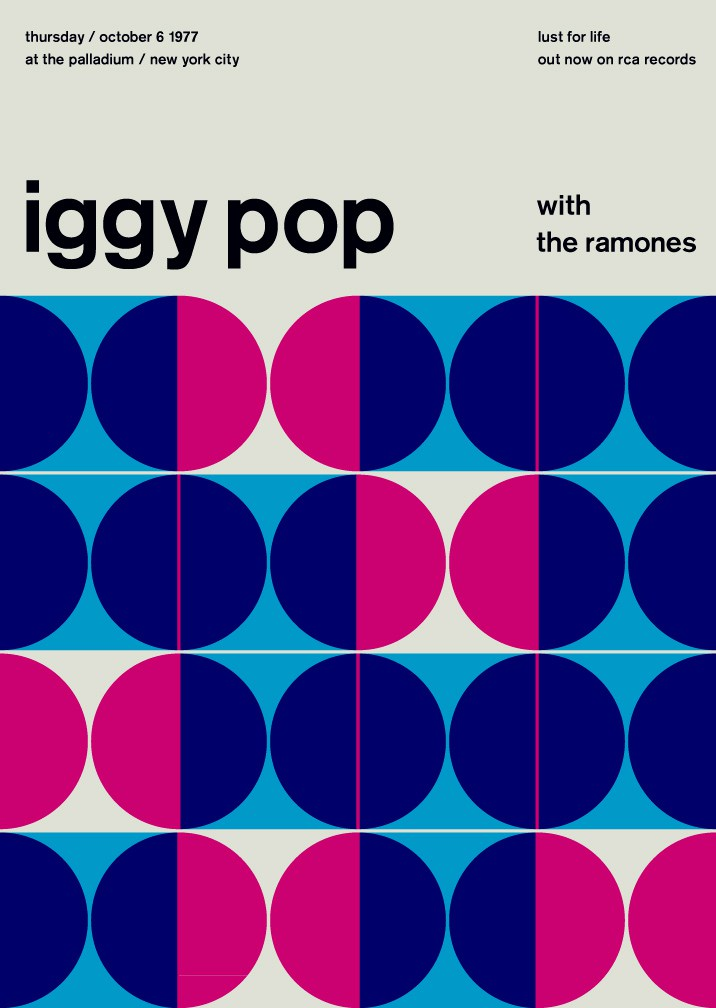 thursday / october 6 1977
at the palladium / new york city
lust for life
out now on rca records
iggy pop
with
the ramones